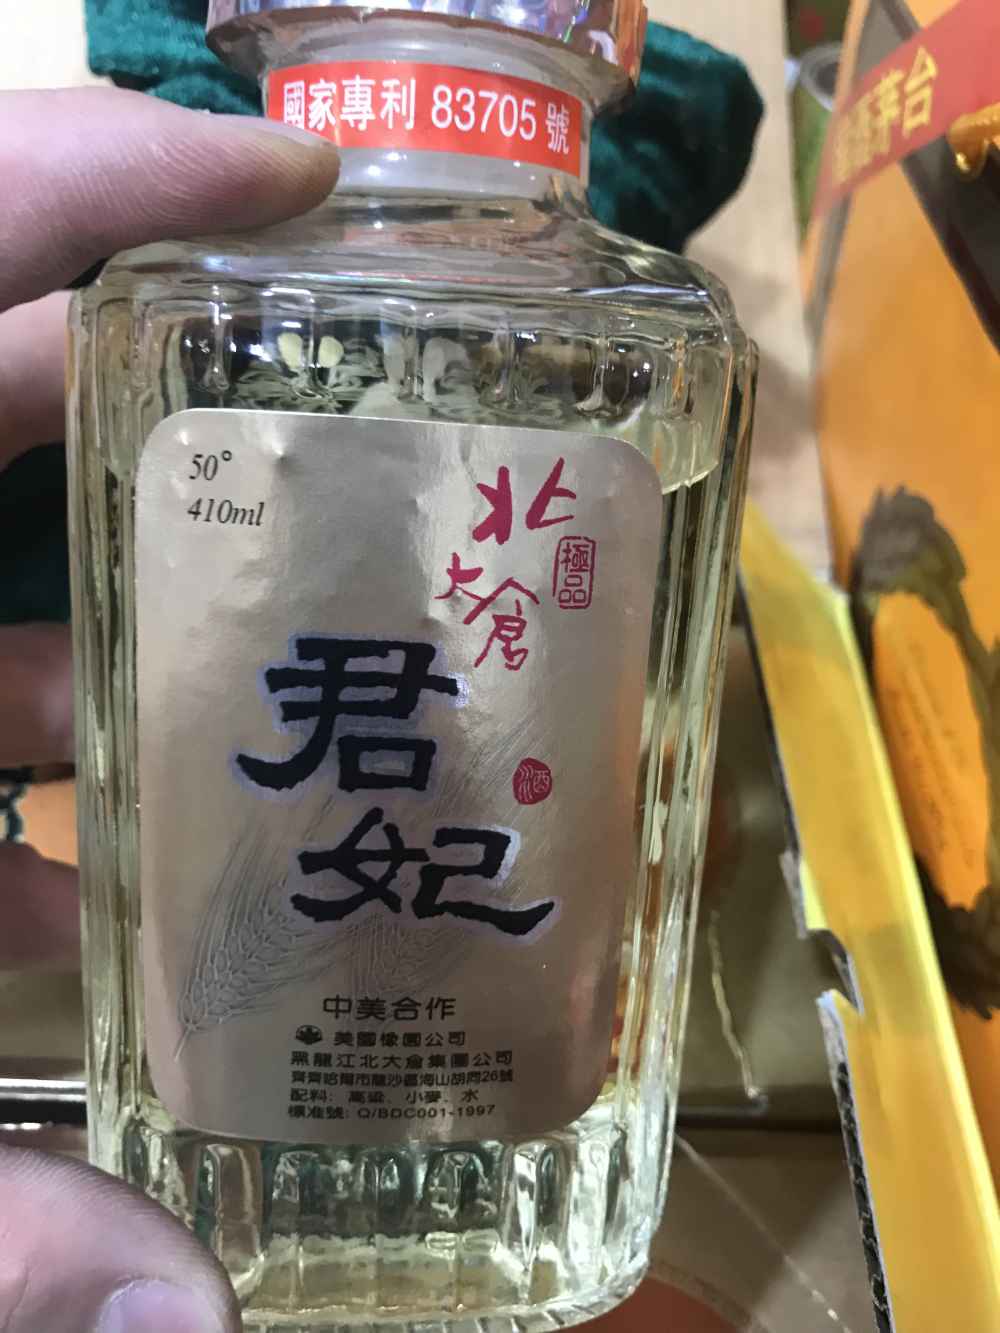 國家專利 83705 號
茅台
50°
410ml
北
大倉
極品
君妃
酒
中美合作
美國橡園公司
黑龍江北大倉集團公司
齊齊哈爾市龍沙區海山胡同26號
配料: 高粱、小麥、水
標准號: Q/BDC001-1997